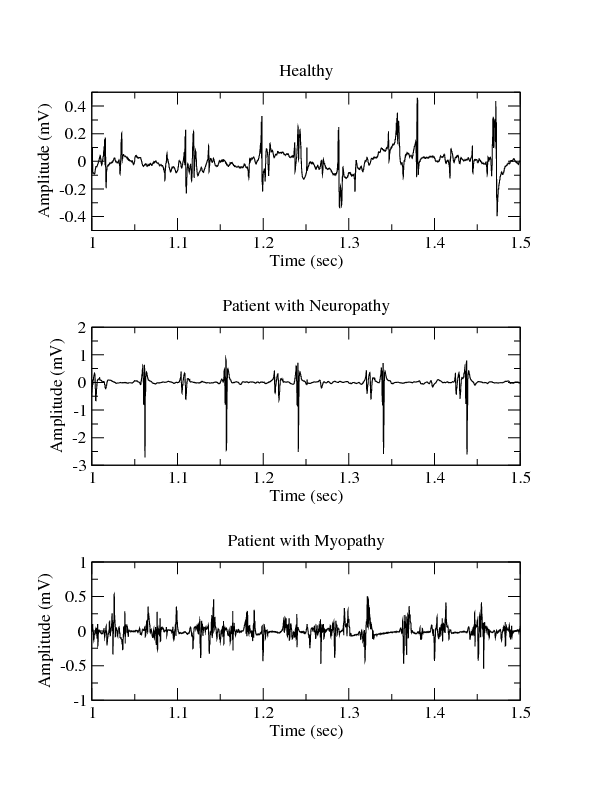 Healthy
0.4
0.2
0
-0.2
-0.4
Amplitude (mV)
1 1.1 1.2 1.3 1.4 1.5
Time (sec)
Patient with Neuropathy
2
1
0
-1
-2
-3
Amplitude (mV)
1 1.1 1.2 1.3 1.4 1.5
Time (sec)
Patient with Myopathy
1
0.5
0
-0.5
-1
Amplitude (mV)
1 1.1 1.2 1.3 1.4 1.5
Time (sec)